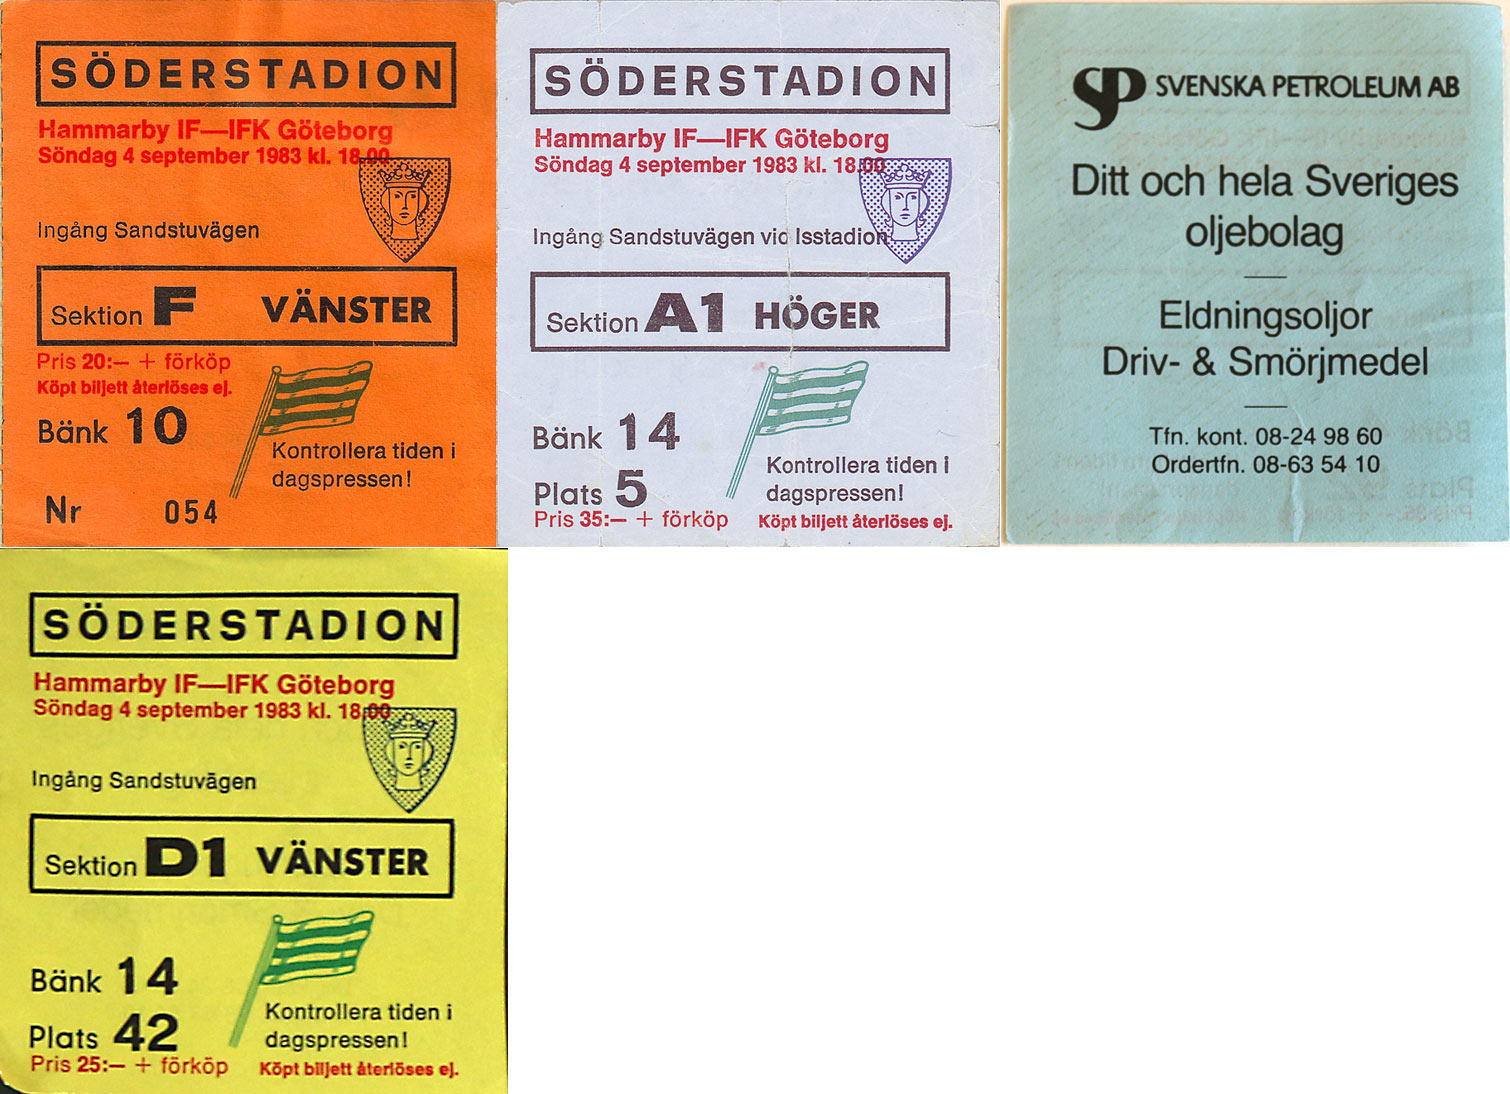 SÖDERSTADION
Hammarby IF—IFK Göteborg
Söndag 4 september 1983 kl. 18.00
Ingång Sandstuvägen
Sektion F VÄNSTER
Pris 20:— + förköp
Köpt biljett återlöses ej.
Bänk 10
Kontrollera tiden i
dagspressen!
Nr 054
SÖDERSTADION
Hammarby IF—IFK Göteborg
Söndag 4 september 1983 kl. 18.00
Ingång Sandstuvägen vid Isstadion
Sektion A1 HÖGER
Bänk 14
Kontrollera tiden i
dagspressen!
Plats 5
Pris 35:— + förköp Köpt biljett återlöses ej.
SP SVENSKA PETROLEUM AB
Ditt och hela Sveriges
oljebolag
Eldningsoljor
Driv- & Smörjmedel
Tfn. kont. 08-24 98 60
Ordertfn. 08-63 54 10
SÖDERSTADION
Hammarby IF—IFK Göteborg
Söndag 4 september 1983 kl. 18.00
Ingång Sandstuvägen
Sektion D1 VÄNSTER
Bänk 14
Kontrollera tiden i
dagspressen!
Plats 42
Pris 25:— + förköp Köpt biljett återlöses ej.